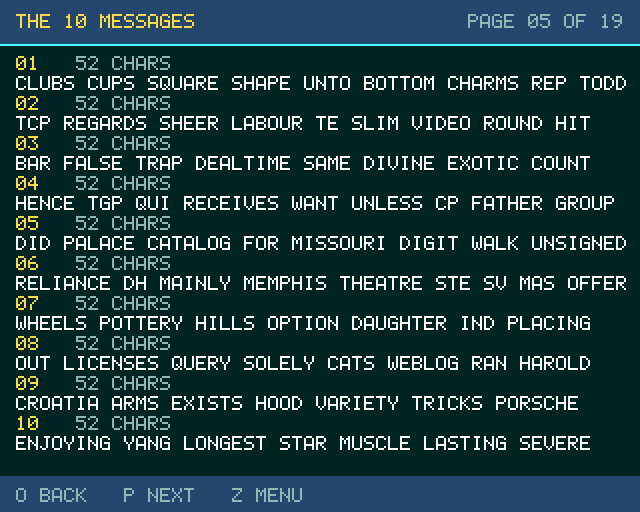 THE 10 MESSAGES PAGE 05 OF 19
01 52 CHARS
CLUBS CUPS SQUARE SHAPE UNTO BOTTOM CHARMS REP TODD
02 52 CHARS
TCP REGARDS SHEER LABOUR TE SLIM VIDEO ROUND HIT
03 52 CHARS
BAR FALSE TRAP DEALTIME SAME DIVINE EXOTIC COUNT
04 52 CHARS
HENCE TGP QUI RECEIVES WANT UNLESS CP FATHER GROUP
05 52 CHARS
DID PALACE CATALOG FOR MISSOURI DIGIT WALK UNSIGNED
06 52 CHARS
RELIANCE DH MAINLY MEMPHIS THEATRE STE SV MAS OFFER
07 52 CHARS
WHEELS POTTERY HILLS OPTION DAUGHTER IND PLACING
08 52 CHARS
OUT LICENSES QUERY SOLELY CATS WEBLOG RAN HAROLD
09 52 CHARS
CROATIA ARMS EXISTS HOOD VARIETY TRICKS PORSCHE
10 52 CHARS
ENJOYING YANG LONGEST STAR MUSCLE LASTING SEVERE
O BACK P NEXT Z MENU